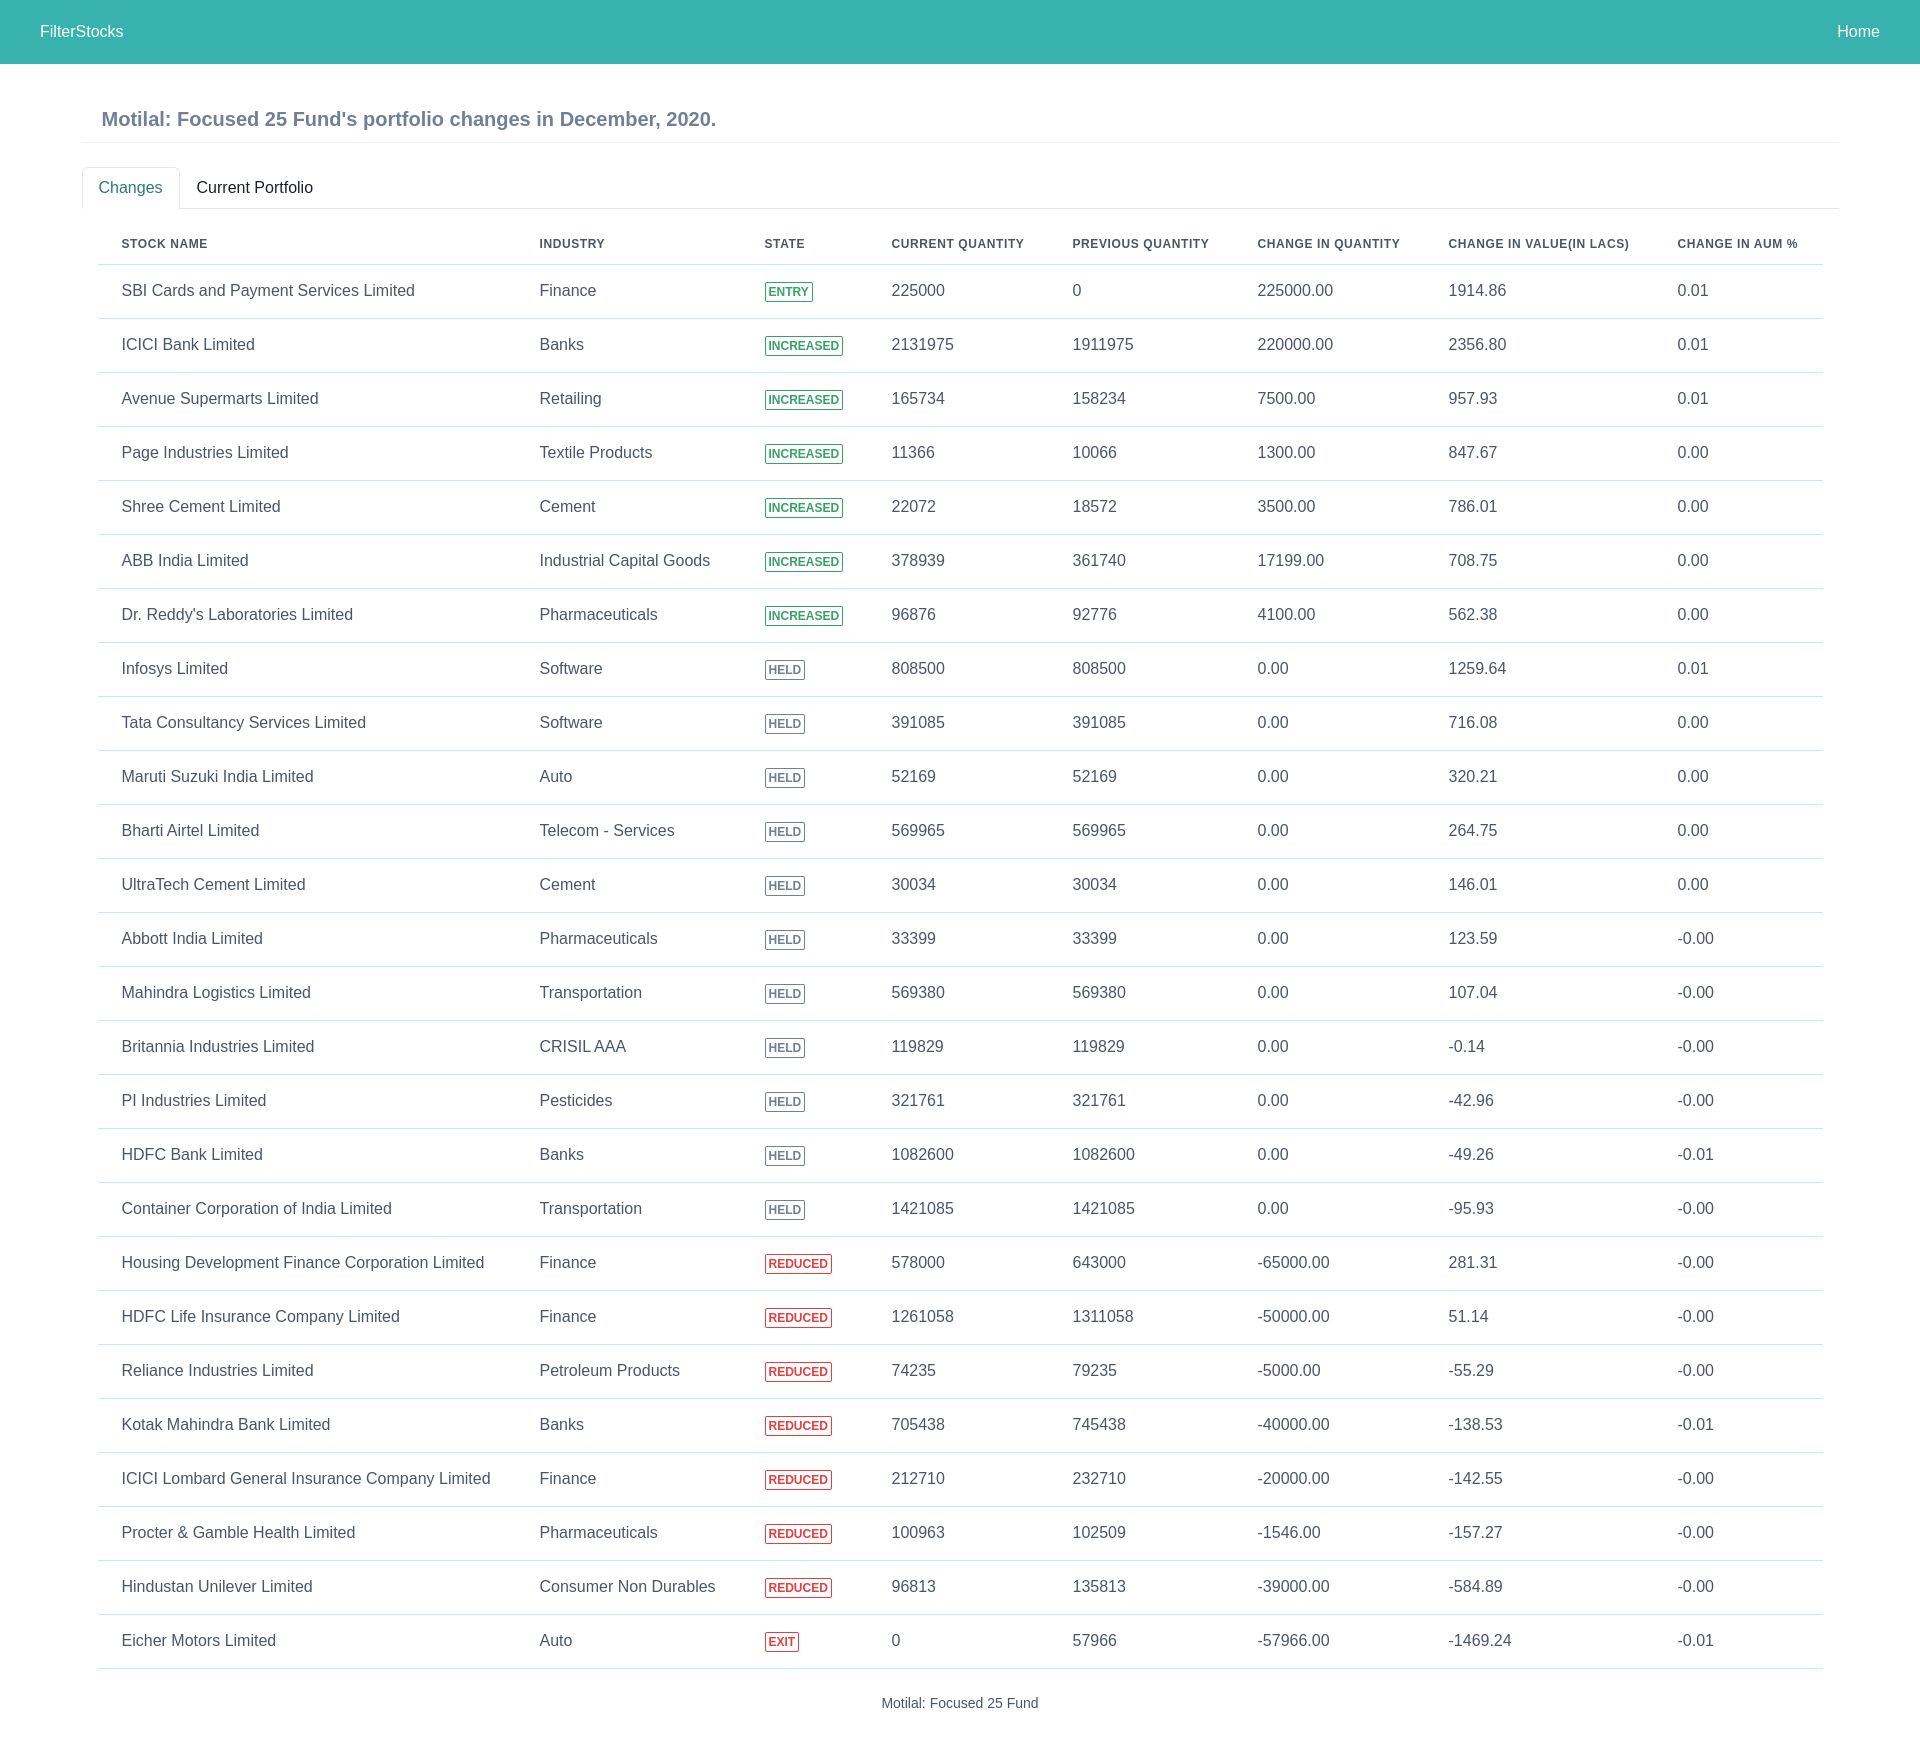 FilterStocks Home
Motilal: Focused 25 Fund's portfolio changes in December, 2020.
Changes Current Portfolio
STOCK NAME INDUSTRY STATE CURRENT QUANTITY PREVIOUS QUANTITY CHANGE IN QUANTITY CHANGE IN VALUE(IN LACS) CHANGE IN AUM %
SBI Cards and Payment Services Limited Finance ENTRY 225000 0 225000.00 1914.86 0.01
ICICI Bank Limited Banks INCREASED 2131975 1911975 220000.00 2356.80 0.01
Avenue Supermarts Limited Retailing INCREASED 165734 158234 7500.00 957.93 0.01
Page Industries Limited Textile Products INCREASED 11366 10066 1300.00 847.67 0.00
Shree Cement Limited Cement INCREASED 22072 18572 3500.00 786.01 0.00
ABB India Limited Industrial Capital Goods INCREASED 378939 361740 17199.00 708.75 0.00
Dr. Reddy's Laboratories Limited Pharmaceuticals INCREASED 96876 92776 4100.00 562.38 0.00
Infosys Limited Software HELD 808500 808500 0.00 1259.64 0.01
Tata Consultancy Services Limited Software HELD 391085 391085 0.00 716.08 0.00
Maruti Suzuki India Limited Auto HELD 52169 52169 0.00 320.21 0.00
Bharti Airtel Limited Telecom - Services HELD 569965 569965 0.00 264.75 0.00
UltraTech Cement Limited Cement HELD 30034 30034 0.00 146.01 0.00
Abbott India Limited Pharmaceuticals HELD 33399 33399 0.00 123.59 -0.00
Mahindra Logistics Limited Transportation HELD 569380 569380 0.00 107.04 -0.00
Britannia Industries Limited CRISIL AAA HELD 119829 119829 0.00 -0.14 -0.00
PI Industries Limited Pesticides HELD 321761 321761 0.00 -42.96 -0.00
HDFC Bank Limited Banks HELD 1082600 1082600 0.00 -49.26 -0.01
Container Corporation of India Limited Transportation HELD 1421085 1421085 0.00 -95.93 -0.00
Housing Development Finance Corporation Limited Finance REDUCED 578000 643000 -65000.00 281.31 -0.00
HDFC Life Insurance Company Limited Finance REDUCED 1261058 1311058 -50000.00 51.14 -0.00
Reliance Industries Limited Petroleum Products REDUCED 74235 79235 -5000.00 -55.29 -0.00
Kotak Mahindra Bank Limited Banks REDUCED 705438 745438 -40000.00 -138.53 -0.01
ICICI Lombard General Insurance Company Limited Finance REDUCED 212710 232710 -20000.00 -142.55 -0.00
Procter & Gamble Health Limited Pharmaceuticals REDUCED 100963 102509 -1546.00 -157.27 -0.00
Hindustan Unilever Limited Consumer Non Durables REDUCED 96813 135813 -39000.00 -584.89 -0.00
Eicher Motors Limited Auto EXIT 0 57966 -57966.00 -1469.24 -0.01
Motilal: Focused 25 Fund